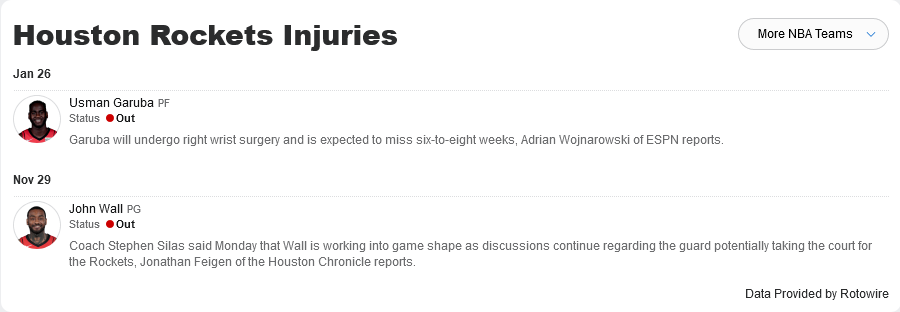 Houston Rockets Injuries
More NBA Teams
Jan 26
Usman Garuba PF
Status Out
Garuba will undergo right wrist surgery and is expected to miss six-to-eight weeks, Adrian Wojnarowski of ESPN reports.
Nov 29
John Wall PG
Status Out
Coach Stephen Silas said Monday that Wall is working into game shape as discussions continue regarding the guard potentially taking the court for
the Rockets, Jonathan Feigen of the Houston Chronicle reports.
Data Provided by Rotowire